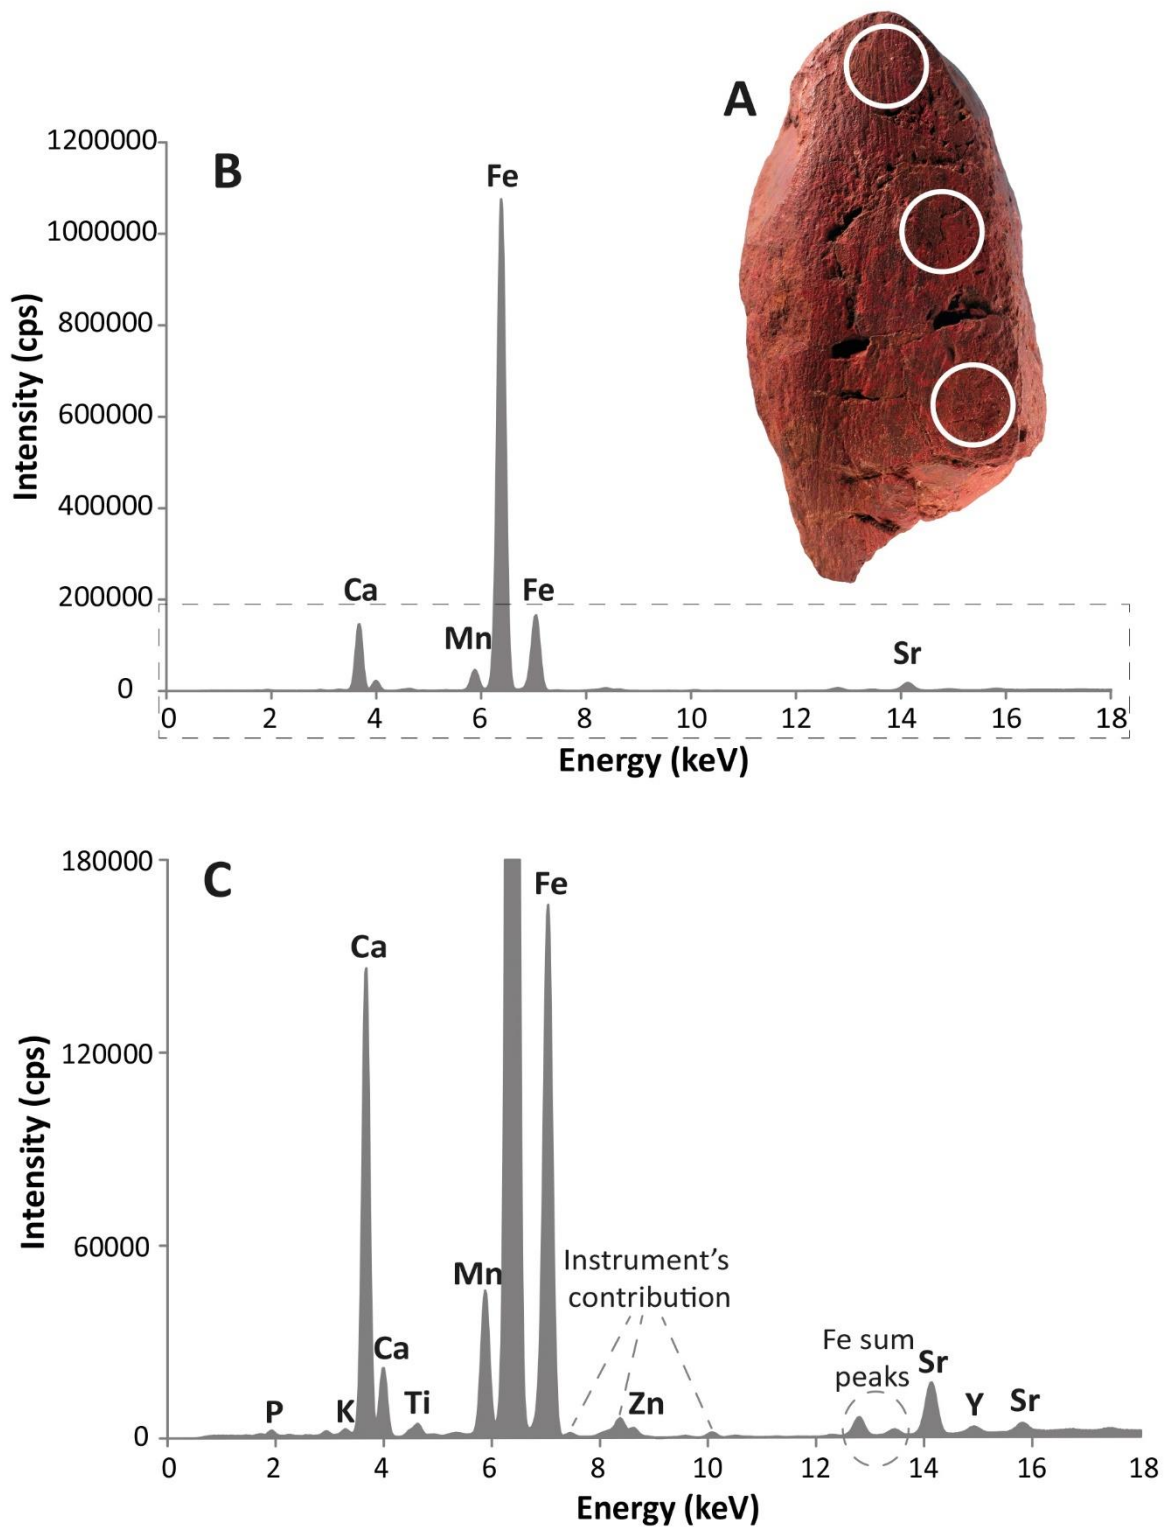 A
B
1200000
1000000
800000
600000
400000
200000
0
Intensity (cps)
Fe
Ca
Fe
Mn
Sr
0 2 4 6 8 10 12 14 16 18
Energy (keV)
C
180000
120000
60000
0
Intensity (cps)
Fe
Ca
Mn
Instrument's
contribution
Fe sum
peaks
Ca
Sr
P
K
Ti
Zn
Y
Sr
0 2 4 6 8 10 12 14 16 18
Energy (keV)